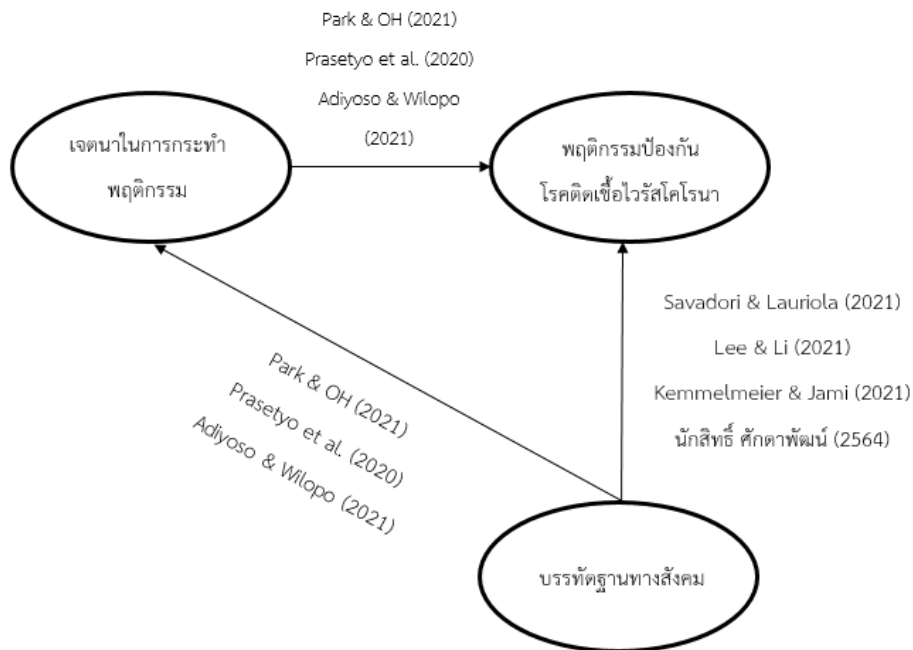 Park & OH (2021)
Prasetyo et al. (2020)
Adiyoso & Wilopo
(2021)
เจตนาในการกระทำ
พฤติกรรม
พฤติกรรมป้องกัน
โรคติดเชื้อไวรัสโคโรนา
Savadori & Lauriola (2021)
Lee & Li (2021)
Kemmelmeier & Jami (2021)
นักสิทธิ์ ศักดาพัฒน์ (2564)
Park & OH (2021)
Prasetyo et al. (2020)
Adiyoso & Wilopo (2021)
บรรทัดฐานทางสังคม